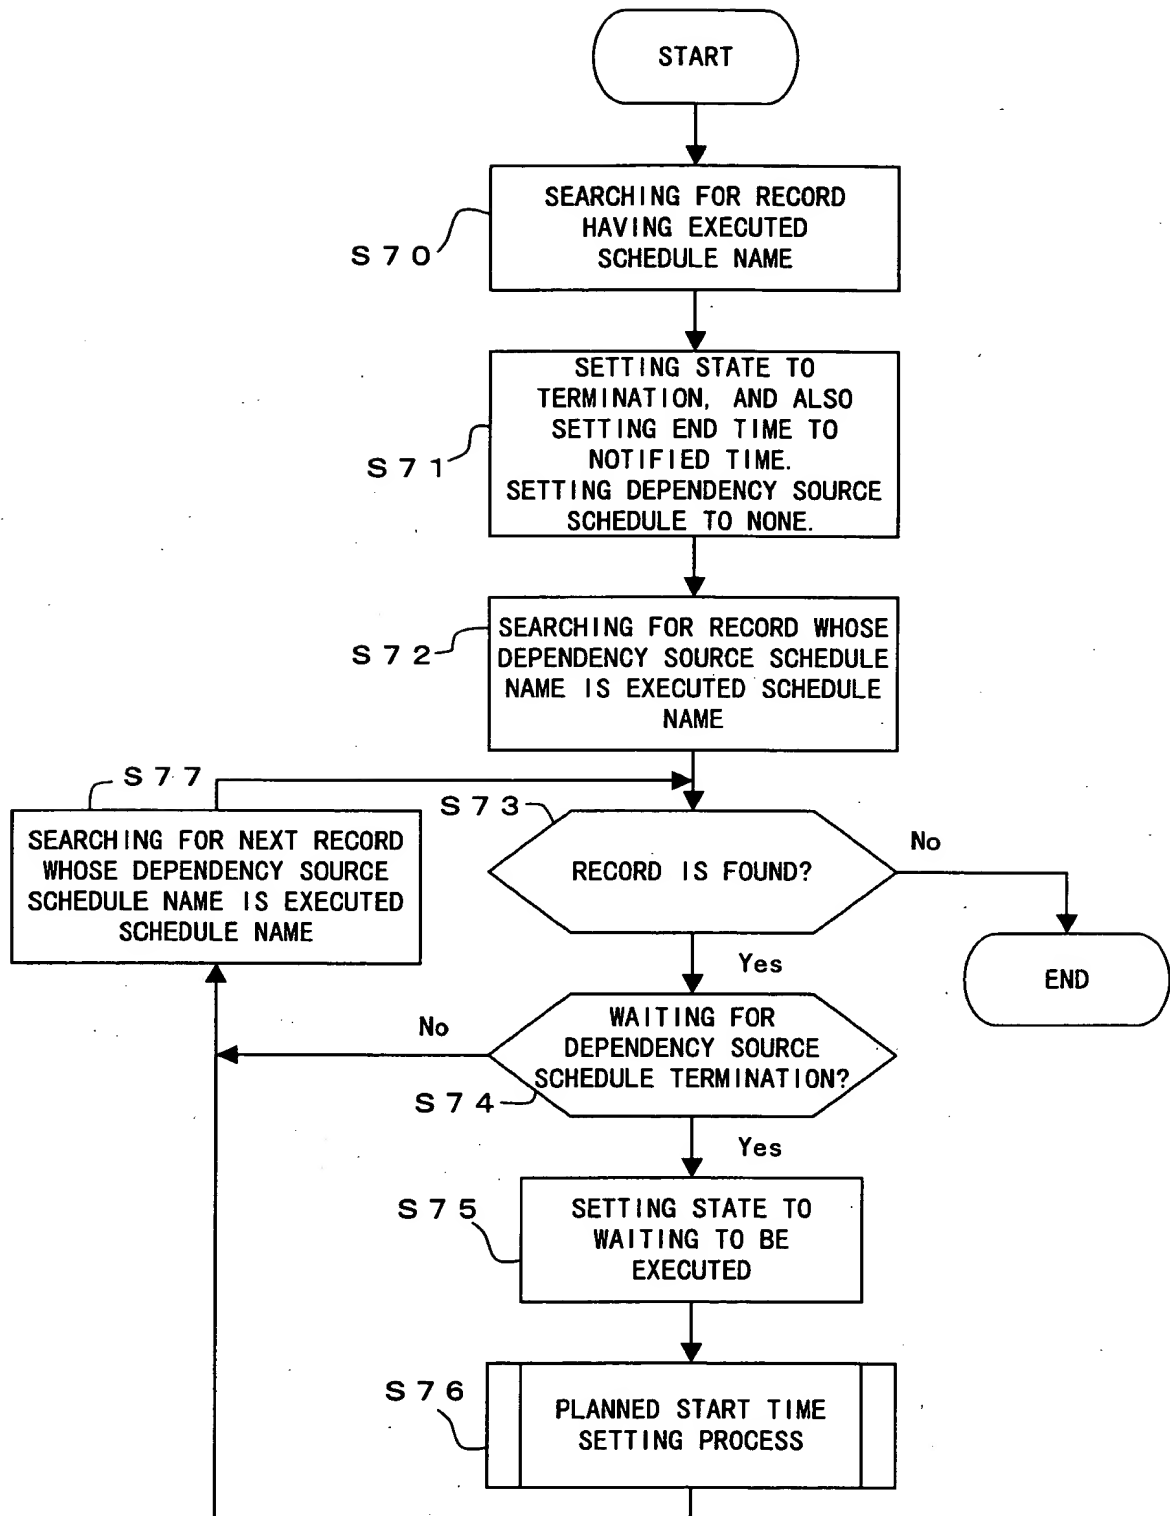 START
SEARCHING FOR RECORD
HAVING EXECUTED
SCHEDULE NAME
S70
SETTING STATE TO
TERMINATION, AND ALSO
SETTING END TIME TO
NOTIFIED TIME.
SETTING DEPENDENCY SOURCE
SCHEDULE TO NONE.
S71
SEARCHING FOR RECORD WHOSE
DEPENDENCY SOURCE SCHEDULE
NAME IS EXECUTED SCHEDULE
NAME
S72
S77
SEARCHING FOR NEXT RECORD
WHOSE DEPENDENCY SOURCE
SCHEDULE NAME IS EXECUTED
SCHEDULE NAME
S73
RECORD IS FOUND?
No
END
Yes
WAITING FOR
DEPENDENCY SOURCE
SCHEDULE TERMINATION?
No
S74
Yes
S75
SETTING STATE TO
WAITING TO BE
EXECUTED
S76
PLANNED START TIME
SETTING PROCESS